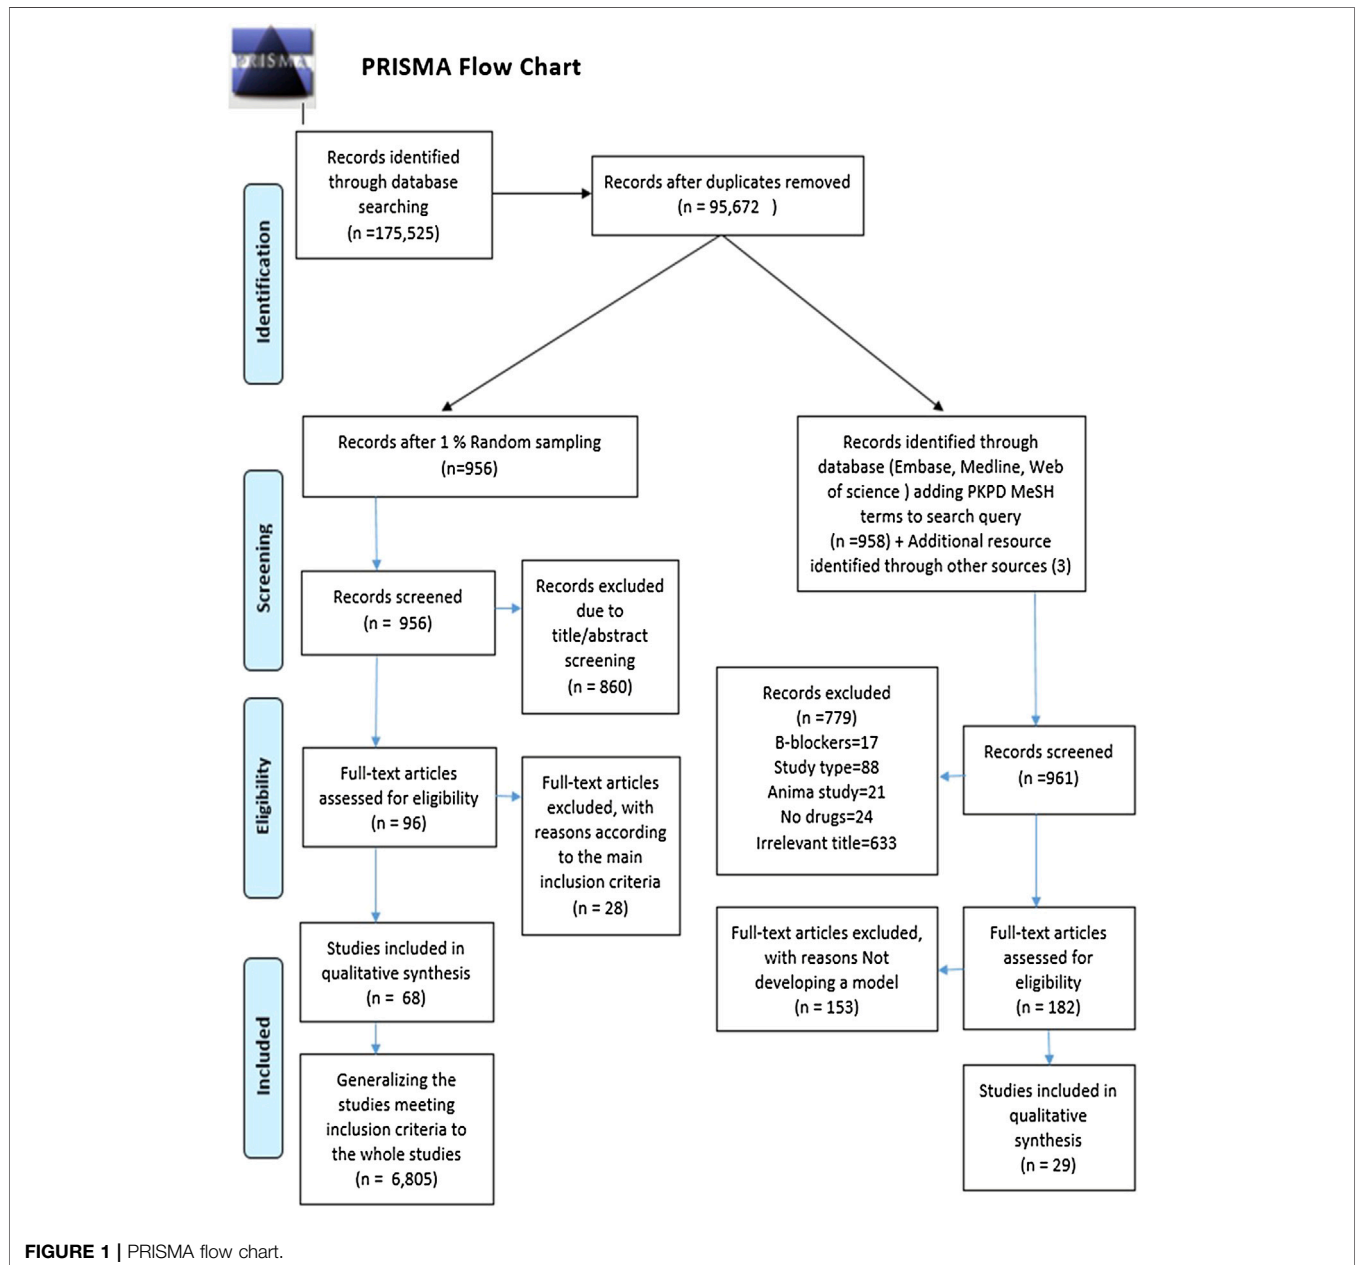 PRISMA
PRISMA Flow Chart
Identification
Records identified
through database
searching
(n =175,525)
Records after duplicates removed
(n = 95,672 )
Screening
Records after 1 % Random sampling
(n=956)
Records identified through
database (Embase, Medline, Web
of science ) adding PKPD MeSH
terms to search query
(n =958) + Additional resource
identified through other sources (3)
Records screened
(n = 956)
Records excluded
due to
title/abstract
screening
(n = 860)
Records excluded
(n =779)
B-blockers=17
Study type=88
Anima study=21
No drugs=24
Irrelevant title=633
Records screened
(n =961)
Eligibility
Full-text articles
assessed for eligibility
(n = 96)
Full-text articles
excluded, with
reasons according
to the main
inclusion criteria
(n = 28)
Full-text articles excluded,
with reasons Not
developing a model
(n = 153)
Full-text articles
assessed for
eligibility
(n = 182)
Included
Studies included in
qualitative synthesis
(n = 68)
Generalizing the
studies meeting
inclusion criteria to
the whole studies
(n = 6,805)
Studies included in
qualitative
synthesis
(n = 29)
FIGURE 1 | PRISMA flow chart.